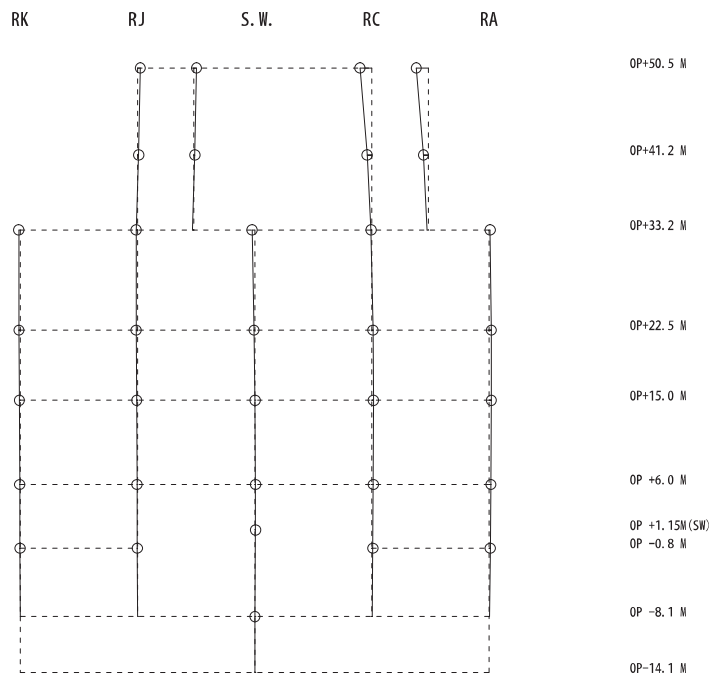 RK RJ S.W. RC RA
OP+50.5 M
OP+41.2 M
OP+33.2 M
OP+22.5 M
OP+15.0 M
OP +6.0 M
OP +1.15M(SW)
OP -0.8 M
OP -8.1 M
OP-14.1 M